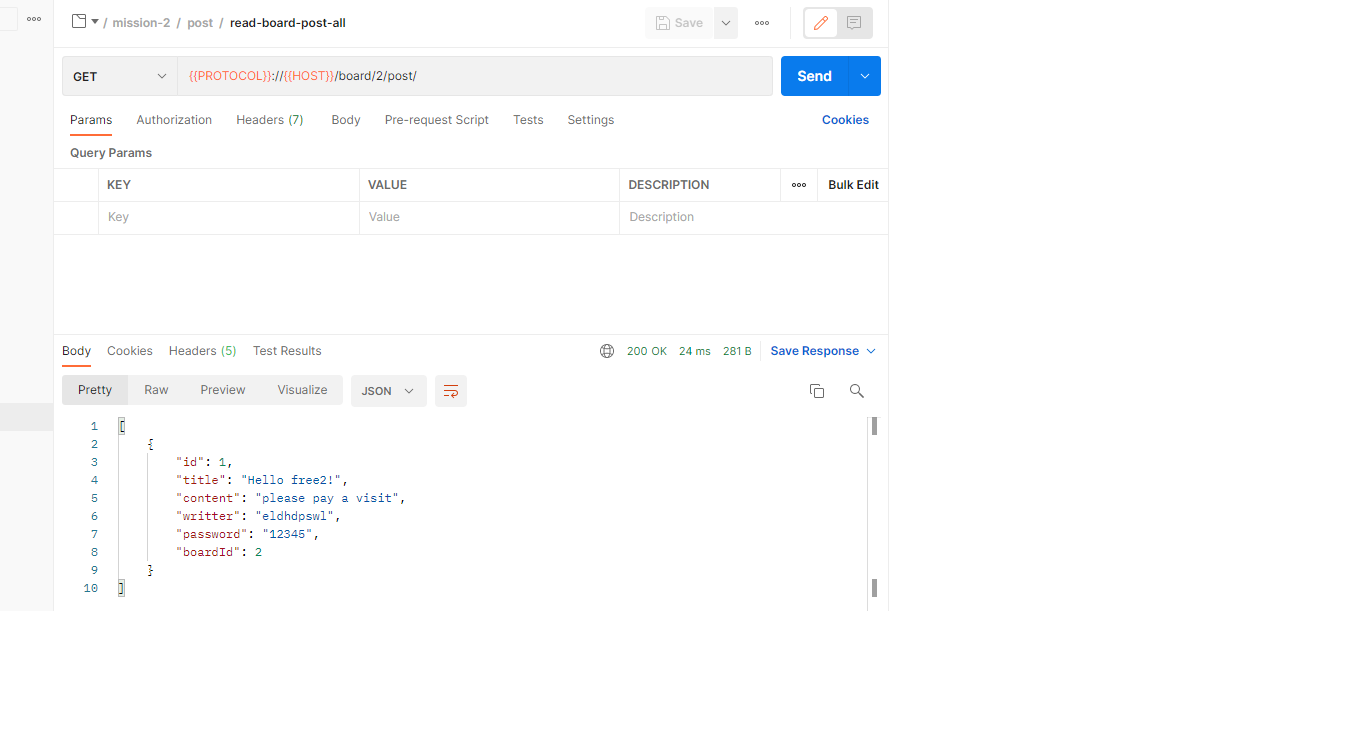 / mission-2 / post / read-board-post-all
Save
GET {{PROTOCOL}}://{{HOST}}/board/2/post/ Send
Params Authorization Headers (7) Body Pre-request Script Tests Settings Cookies
Query Params
KEY VALUE DESCRIPTION Bulk Edit
Key Value Description
Body Cookies Headers (5) Test Results 200 OK 24 ms 281 B Save Response
Pretty Raw Preview Visualize JSON
1 [
2 {
3 "id": 1,
4 "title": "Hello free2!",
5 "content": "please pay a visit",
6 "writter": "eldhdpswl",
7 "password": "12345",
8 "boardId": 2
9 }
10 ]